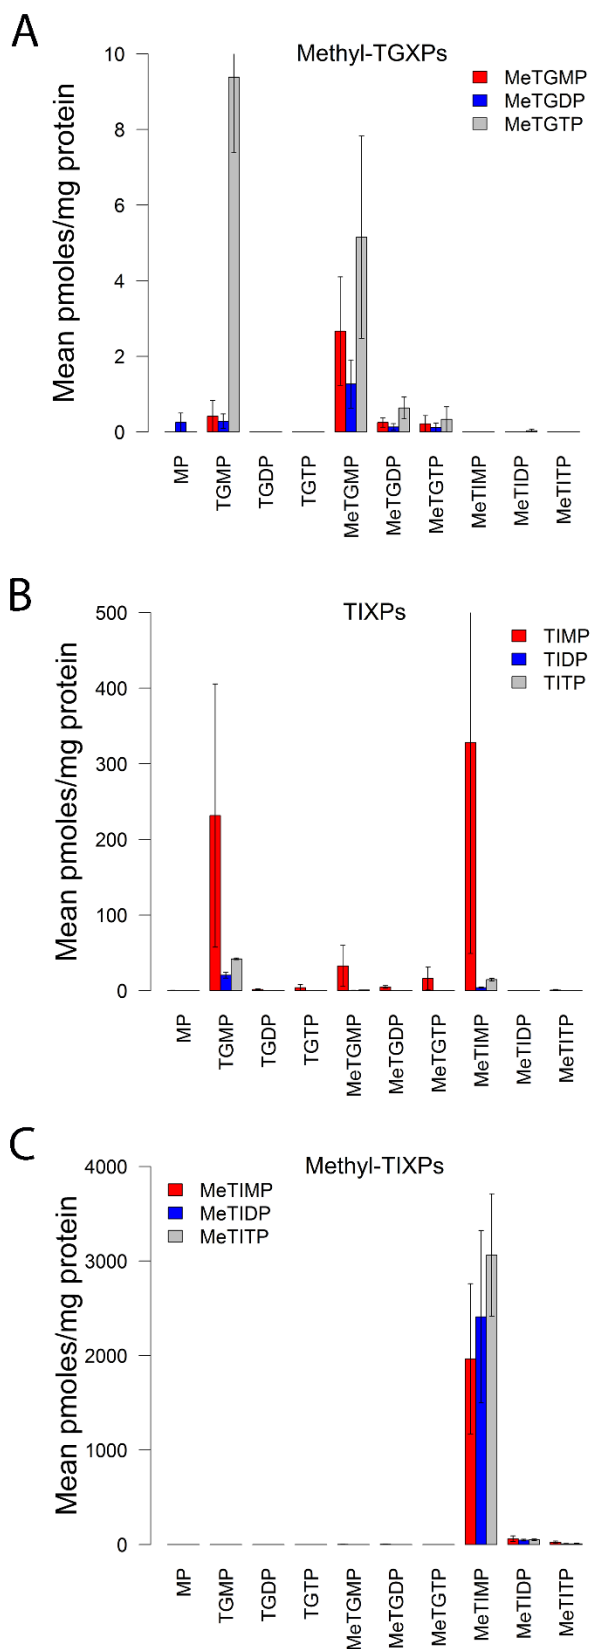 A
Methyl-TGXPs
MeTGMP
MeTGDP
MeTGTP
Mean pmoles/mg protein
10
8
6
4
2
0
MP
TGMP
TGDP
TGTP
MeTGMP
MeTGDP
MeTGTP
MeTIMP
MeTIDP
MeTITP
B
TIXPs
TIMP
TIDP
TITP
Mean pmoles/mg protein
500
400
300
200
100
0
MP
TGMP
TGDP
TGTP
MeTGMP
MeTGDP
MeTGTP
MeTIMP
MeTIDP
MeTITP
C
Methyl-TIXPs
MeTIMP
MeTIDP
MeTITP
Mean pmoles/mg protein
4000
3000
2000
1000
0
MP
TGMP
TGDP
TGTP
MeTGMP
MeTGDP
MeTGTP
MeTIMP
MeTIDP
MeTITP